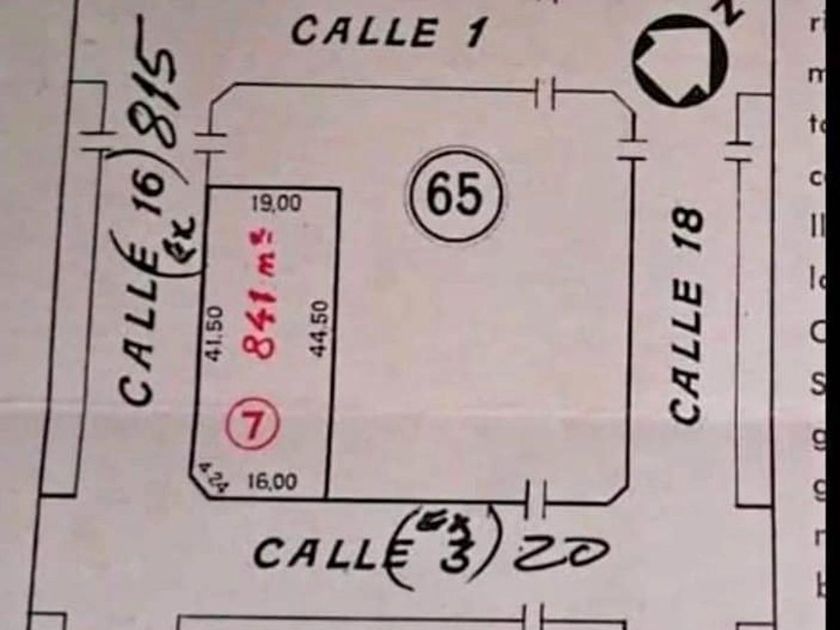 CALLE 1
N
CALLE 16 815
(ex
65
19,00
841 m²
41.50
44.50
7
4,24
16,00
CALLE 18
CALLE (Ex 3) 20